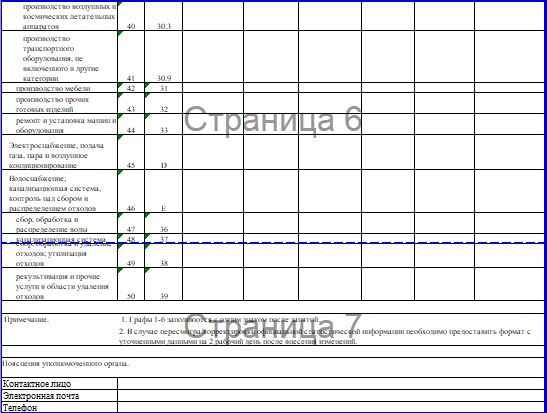 производство воздушных и
космических летательных
аппаратов 40 30.3
производство
транспортного
оборудования, не
включенного в другие
категории 41 30.9
производство мебели 42 31
производство прочих
готовых изделий 43 32
Страница 6
ремонт и установка машин и
оборудования 44 33
Электроснабжение, подача
газа, пара и воздушное
кондиционирование 45 D
Водоснабжение;
канализационная система,
контроль над сбором и
распределением отходов 46 E
сбор, обработка и
распределение воды 47 36
канализационная система 48 37
сбор, обработка и удаление
отходов; утилизация
отходов 49 38
рекультивация и прочие
услуги в области удаления
отходов 50 39
Примечание. 1. Графы 1-6 заполняются с одним знаком после запятой.
Страница 7
2. В случае пересмотра/корректировки официальной статистической информации необходимо предоставить формат с
уточненными данными на 2 рабочий день после внесения изменений.
Пояснения уполномоченного органа.
Контактное лицо
Электронная почта
Телефон